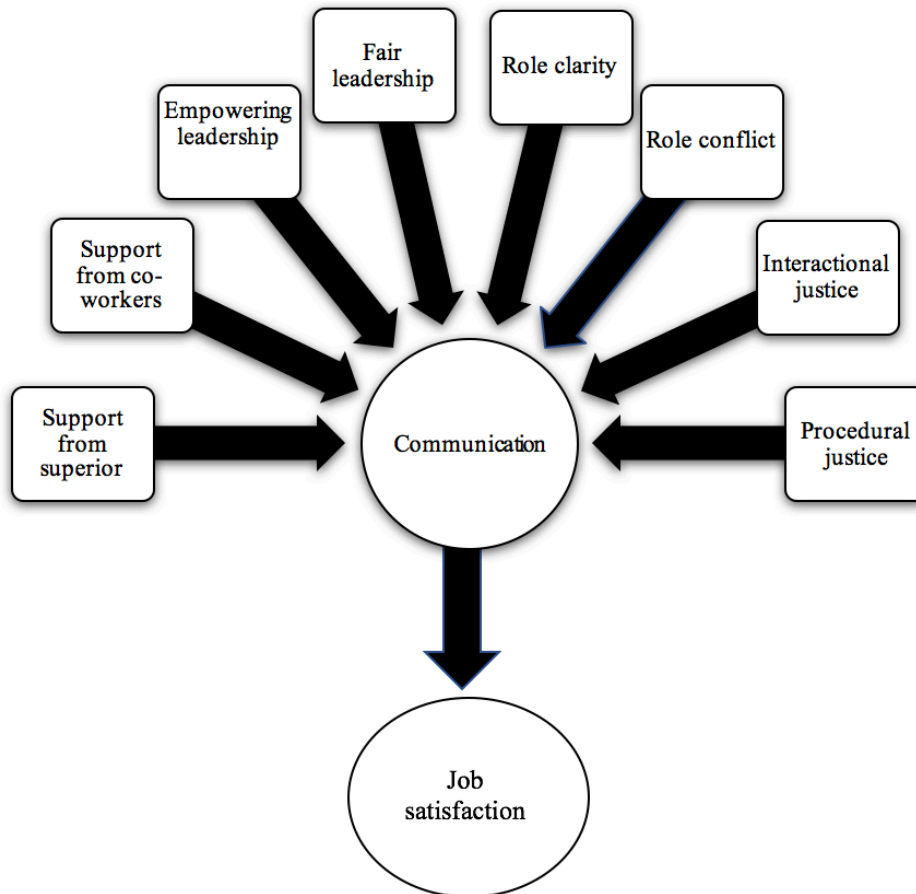 Fair
leadership
Role clarity
Empowering
leadership
Role conflict
Support
from co-
workers
Interactional
justice
Support
from
superior
Communication
Procedural
justice
Job
satisfaction